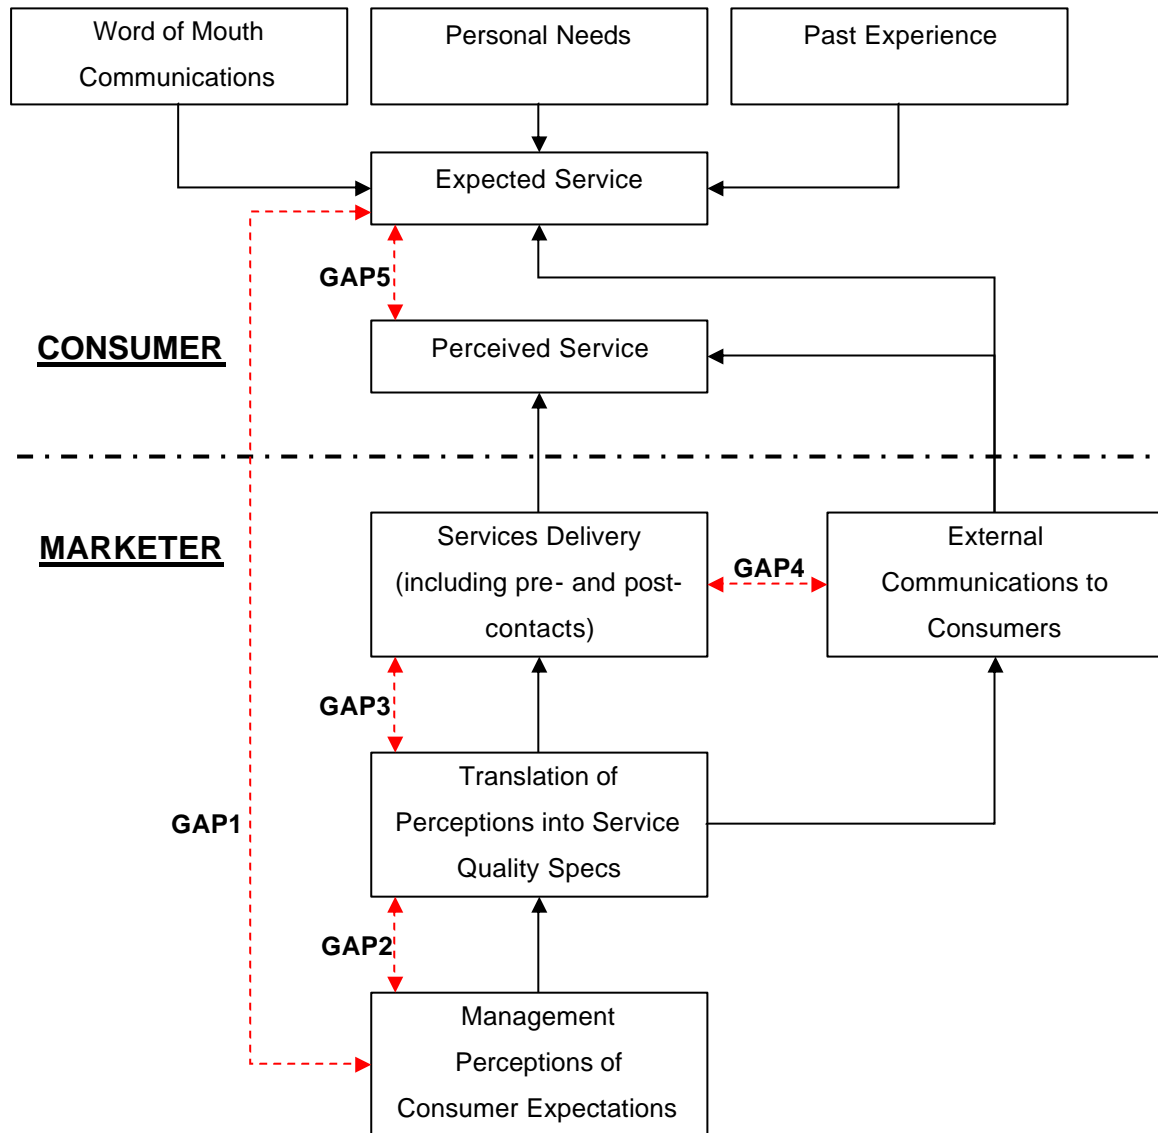 Word of Mouth
Communications
Personal Needs
Past Experience
Expected Service
GAP5
CONSUMER
Perceived Service
MARKETER
Services Delivery
(including pre- and post-
contacts)
GAP4
External
Communications to
Consumers
GAP3
Translation of
Perceptions into Service
Quality Specs
GAP1
GAP2
Management
Perceptions of
Consumer Expectations